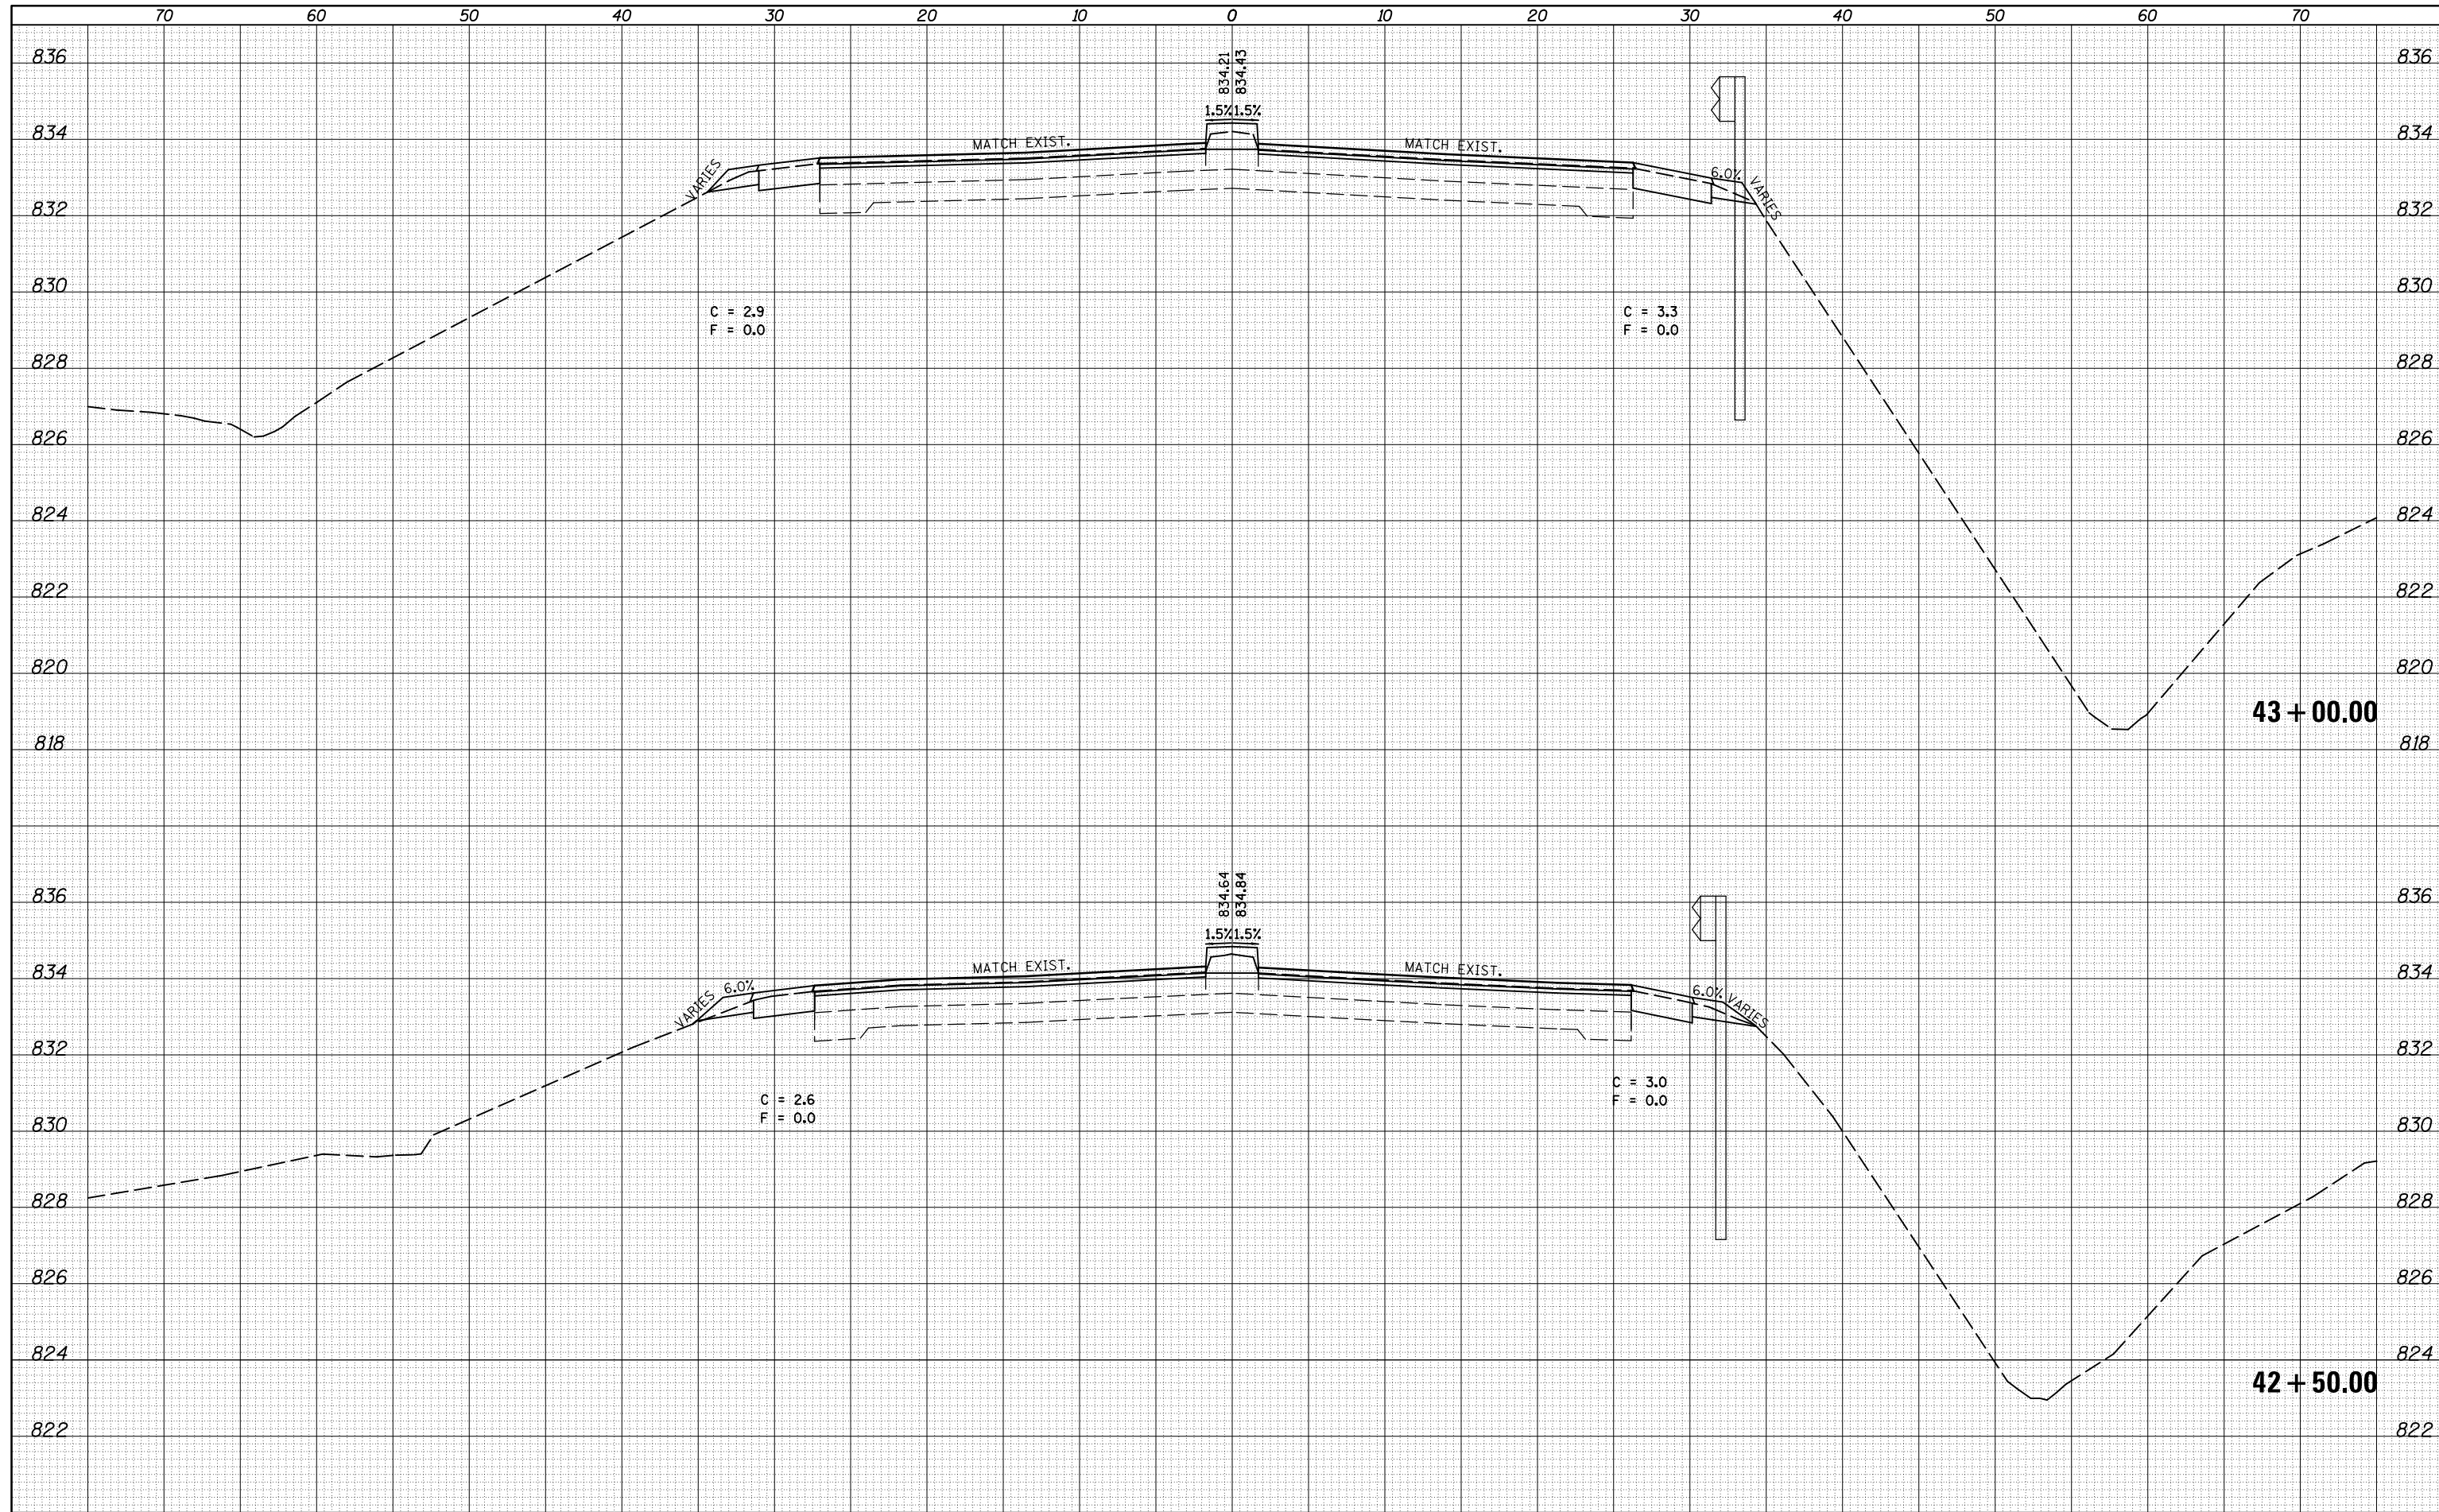 70 60 50 40 30 20 10 0 10 20 30 40 50 60 70
834.21 834.43
836 836
1.5% 1.5%
834 MATCH EXIST. MATCH EXIST. 834
VARIES 6.0% VARIES
832 832
830 830
C = 2.9 C = 3.3
F = 0.0 F = 0.0
828 828
826 826
824 824
822 822
820 820
43+00.00
818 818
834.64 834.84
836 836
1.5% 1.5%
834 MATCH EXIST. MATCH EXIST. 834
VARIES 6.0% 6.0% VARIES
832 832
C = 3.0
F = 0.0
C = 2.6
F = 0.0
830 830
828 828
826 826
824 824
42+50.00
822 822